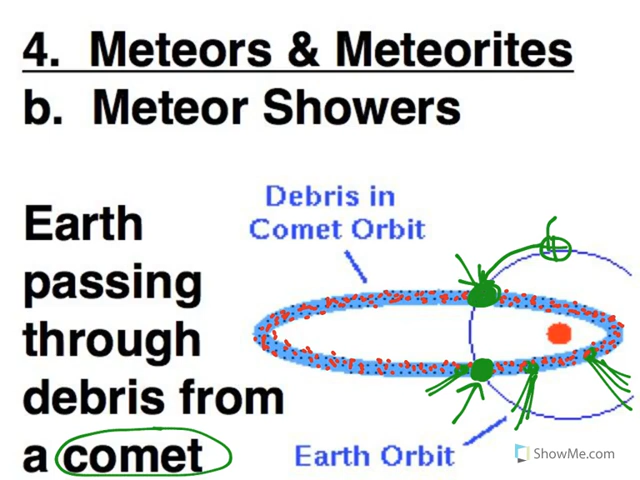 4. Meteors & Meteorites
b. Meteor Showers
Debris in
Comet Orbit
Earth
passing
through
debris from
a comet
Earth Orbit
ShowMe.com